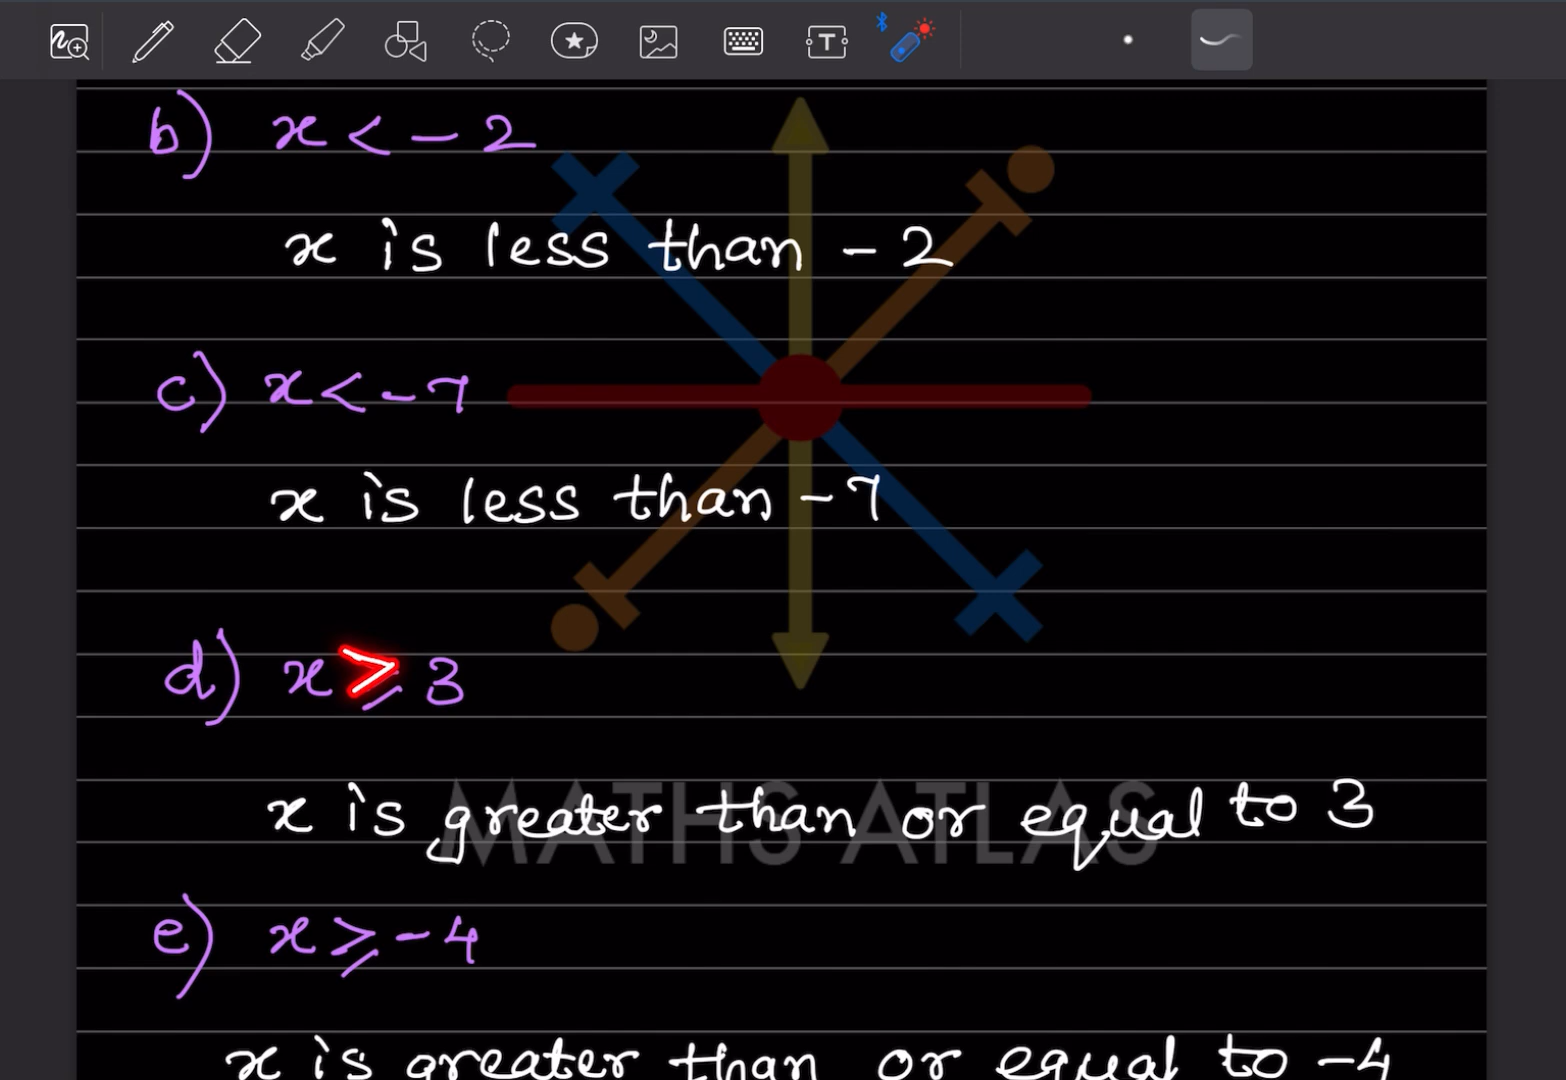 b) x < - 2
x is less than - 2
c) x < - 7
x is less than - 7
d) x ≥ 3
x is greater than or equal to 3
MATHS ATLAS
e) x ≥ - 4
x is greater than or equal to - 4